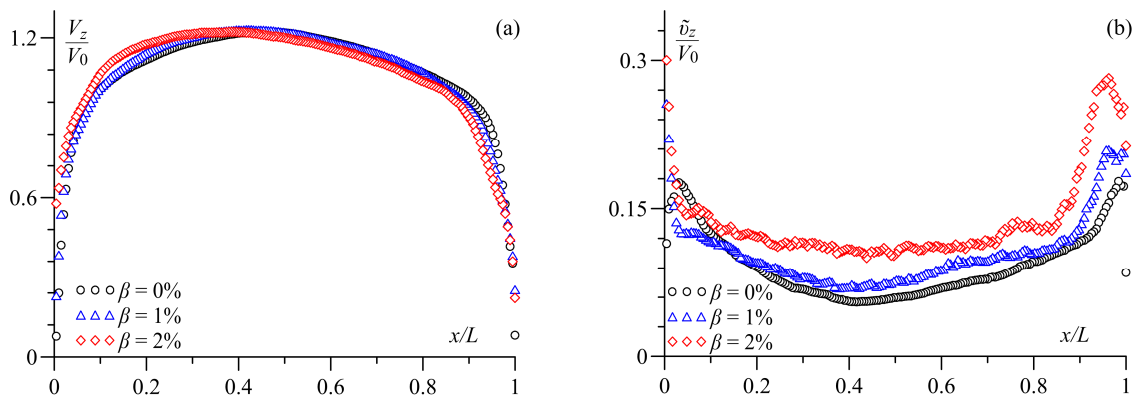 V_z
V_0
(a)
1.2
0.6
0
β = 0%
β = 1%
β = 2%
x/L
0 0.2 0.4 0.6 0.8 1
ṽ_z
V_0
(b)
0.3
0.15
0
β = 0%
β = 1%
β = 2%
x/L
0 0.2 0.4 0.6 0.8 1